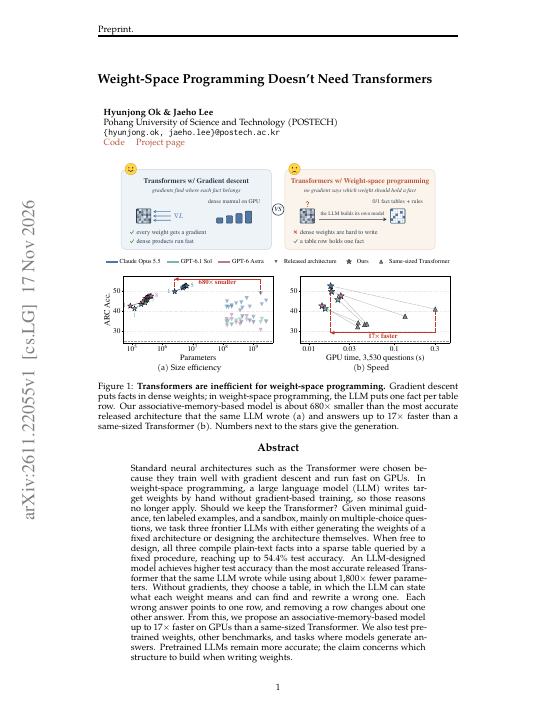 Preprint.
Weight-Space Programming Doesn't Need Transformers
Hyunjong Ok & Jaeho Lee
Pohang University of Science and Technology (POSTECH)
{hyunjong.ok, jaeho.lee}@postech.ac.kr
Code Project page
Transformers w/ Gradient descent
gradients find where each fact belongs
dense matmul on GPU
∇L
✓ every weight gets a gradient
✓ dense products run fast
VS
Transformers w/ Weight-space programming
no gradient says which weight should hold a fact
?
0/1 fact tables + rules
the LLM builds its own model
✗ dense weights are hard to write
✓ a table row holds one fact
Claude Opus 5.5 GPT-6.1 Sol GPT-6 Astra Released architecture Ours Same-sized Transformer
680× smaller
ARC Acc.
50
40
30
10⁵ 10⁶ 10⁷ 10⁸ 10⁹
Parameters
(a) Size efficiency
50
40
30
17× faster
0.01 0.03 0.1 0.3
GPU time, 3,530 questions (s)
(b) Speed
Figure 1: Transformers are inefficient for weight-space programming. Gradient descent
puts facts in dense weights; in weight-space programming, the LLM puts one fact per table
row. Our associative-memory-based model is about 680× smaller than the most accurate
released architecture that the same LLM wrote (a) and answers up to 17× faster than a
same-sized Transformer (b). Numbers next to the stars give the generation.
Abstract
Standard neural architectures such as the Transformer were chosen be-
cause they train well with gradient descent and run fast on GPUs. In
weight-space programming, a large language model (LLM) writes tar-
get weights by hand without gradient-based training, so those reasons
no longer apply. Should we keep the Transformer? Given minimal guid-
ance, ten labeled examples, and a sandbox, mainly on multiple-choice ques-
tions, we task three frontier LLMs with either generating the weights of a
fixed architecture or designing the architecture themselves. When free to
design, all three compile plain-text facts into a sparse table queried by a
fixed procedure, reaching up to 54.4% test accuracy. An LLM-designed
model achieves higher test accuracy than the most accurate released Trans-
former that the same LLM wrote while using about 1,800× fewer parame-
ters. Without gradients, they choose a table, in which the LLM can state
what each weight means and can find and rewrite a wrong one. Each
wrong answer points to one row, and removing a row changes about one
other answer. From this, we propose an associative-memory-based model
up to 17× faster on GPUs than a same-sized Transformer. We also test pre-
trained weights, other benchmarks, and tasks where models generate an-
swers. Pretrained LLMs remain more accurate; the claim concerns which
structure to build when writing weights.
1
arXiv:2611.22055v1 [cs.LG] 17 Nov 2026